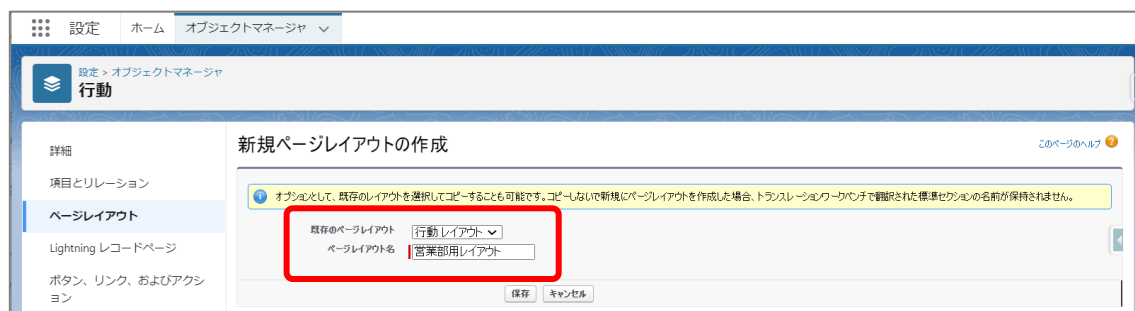 設定 ホーム オブジェクトマネージャ
設定 > オブジェクトマネージャ
行動
詳細
項目とリレーション
ページレイアウト
Lightning レコードページ
ボタン、リンク、およびアクシ
ョン
新規ページレイアウトの作成
このページのヘルプ
オプションとして、既存のレイアウトを選択してコピーすることも可能です。コピーしないで新規にページレイアウトを作成した場合、トランスレーションワークベンチで翻訳された標準セクションの名前が保持されません。
既存のページレイアウト 行動 レイアウト
ページレイアウト名 営業部用レイアウト
保存 キャンセル